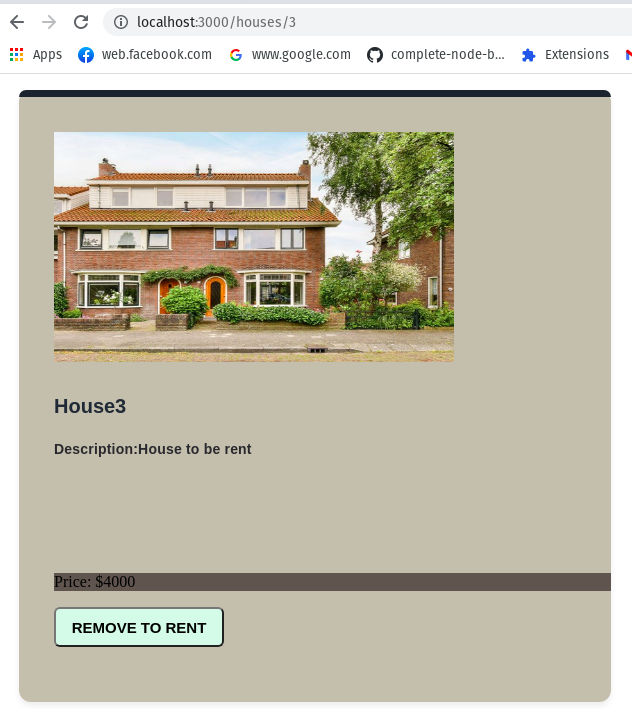 localhost:3000/houses/3
Apps web.facebook.com www.google.com complete-node-b... Extensions
House3
Description:House to be rent
Price: $4000
REMOVE TO RENT